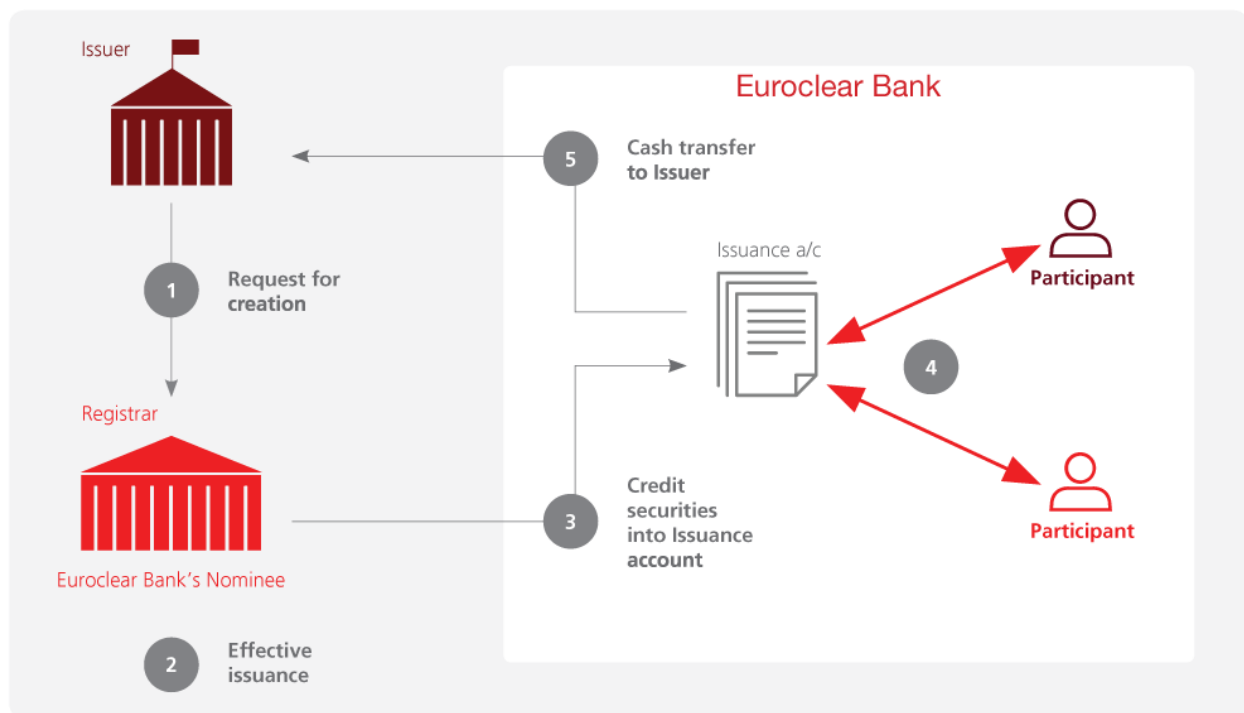 Issuer
Euroclear Bank
5
Cash transfer
to Issuer
1
Request for
creation
Issuance a/c
Participant
4
Registrar
Euroclear Bank's Nominee
3
Credit
securities
into Issuance
account
Participant
2
Effective
issuance